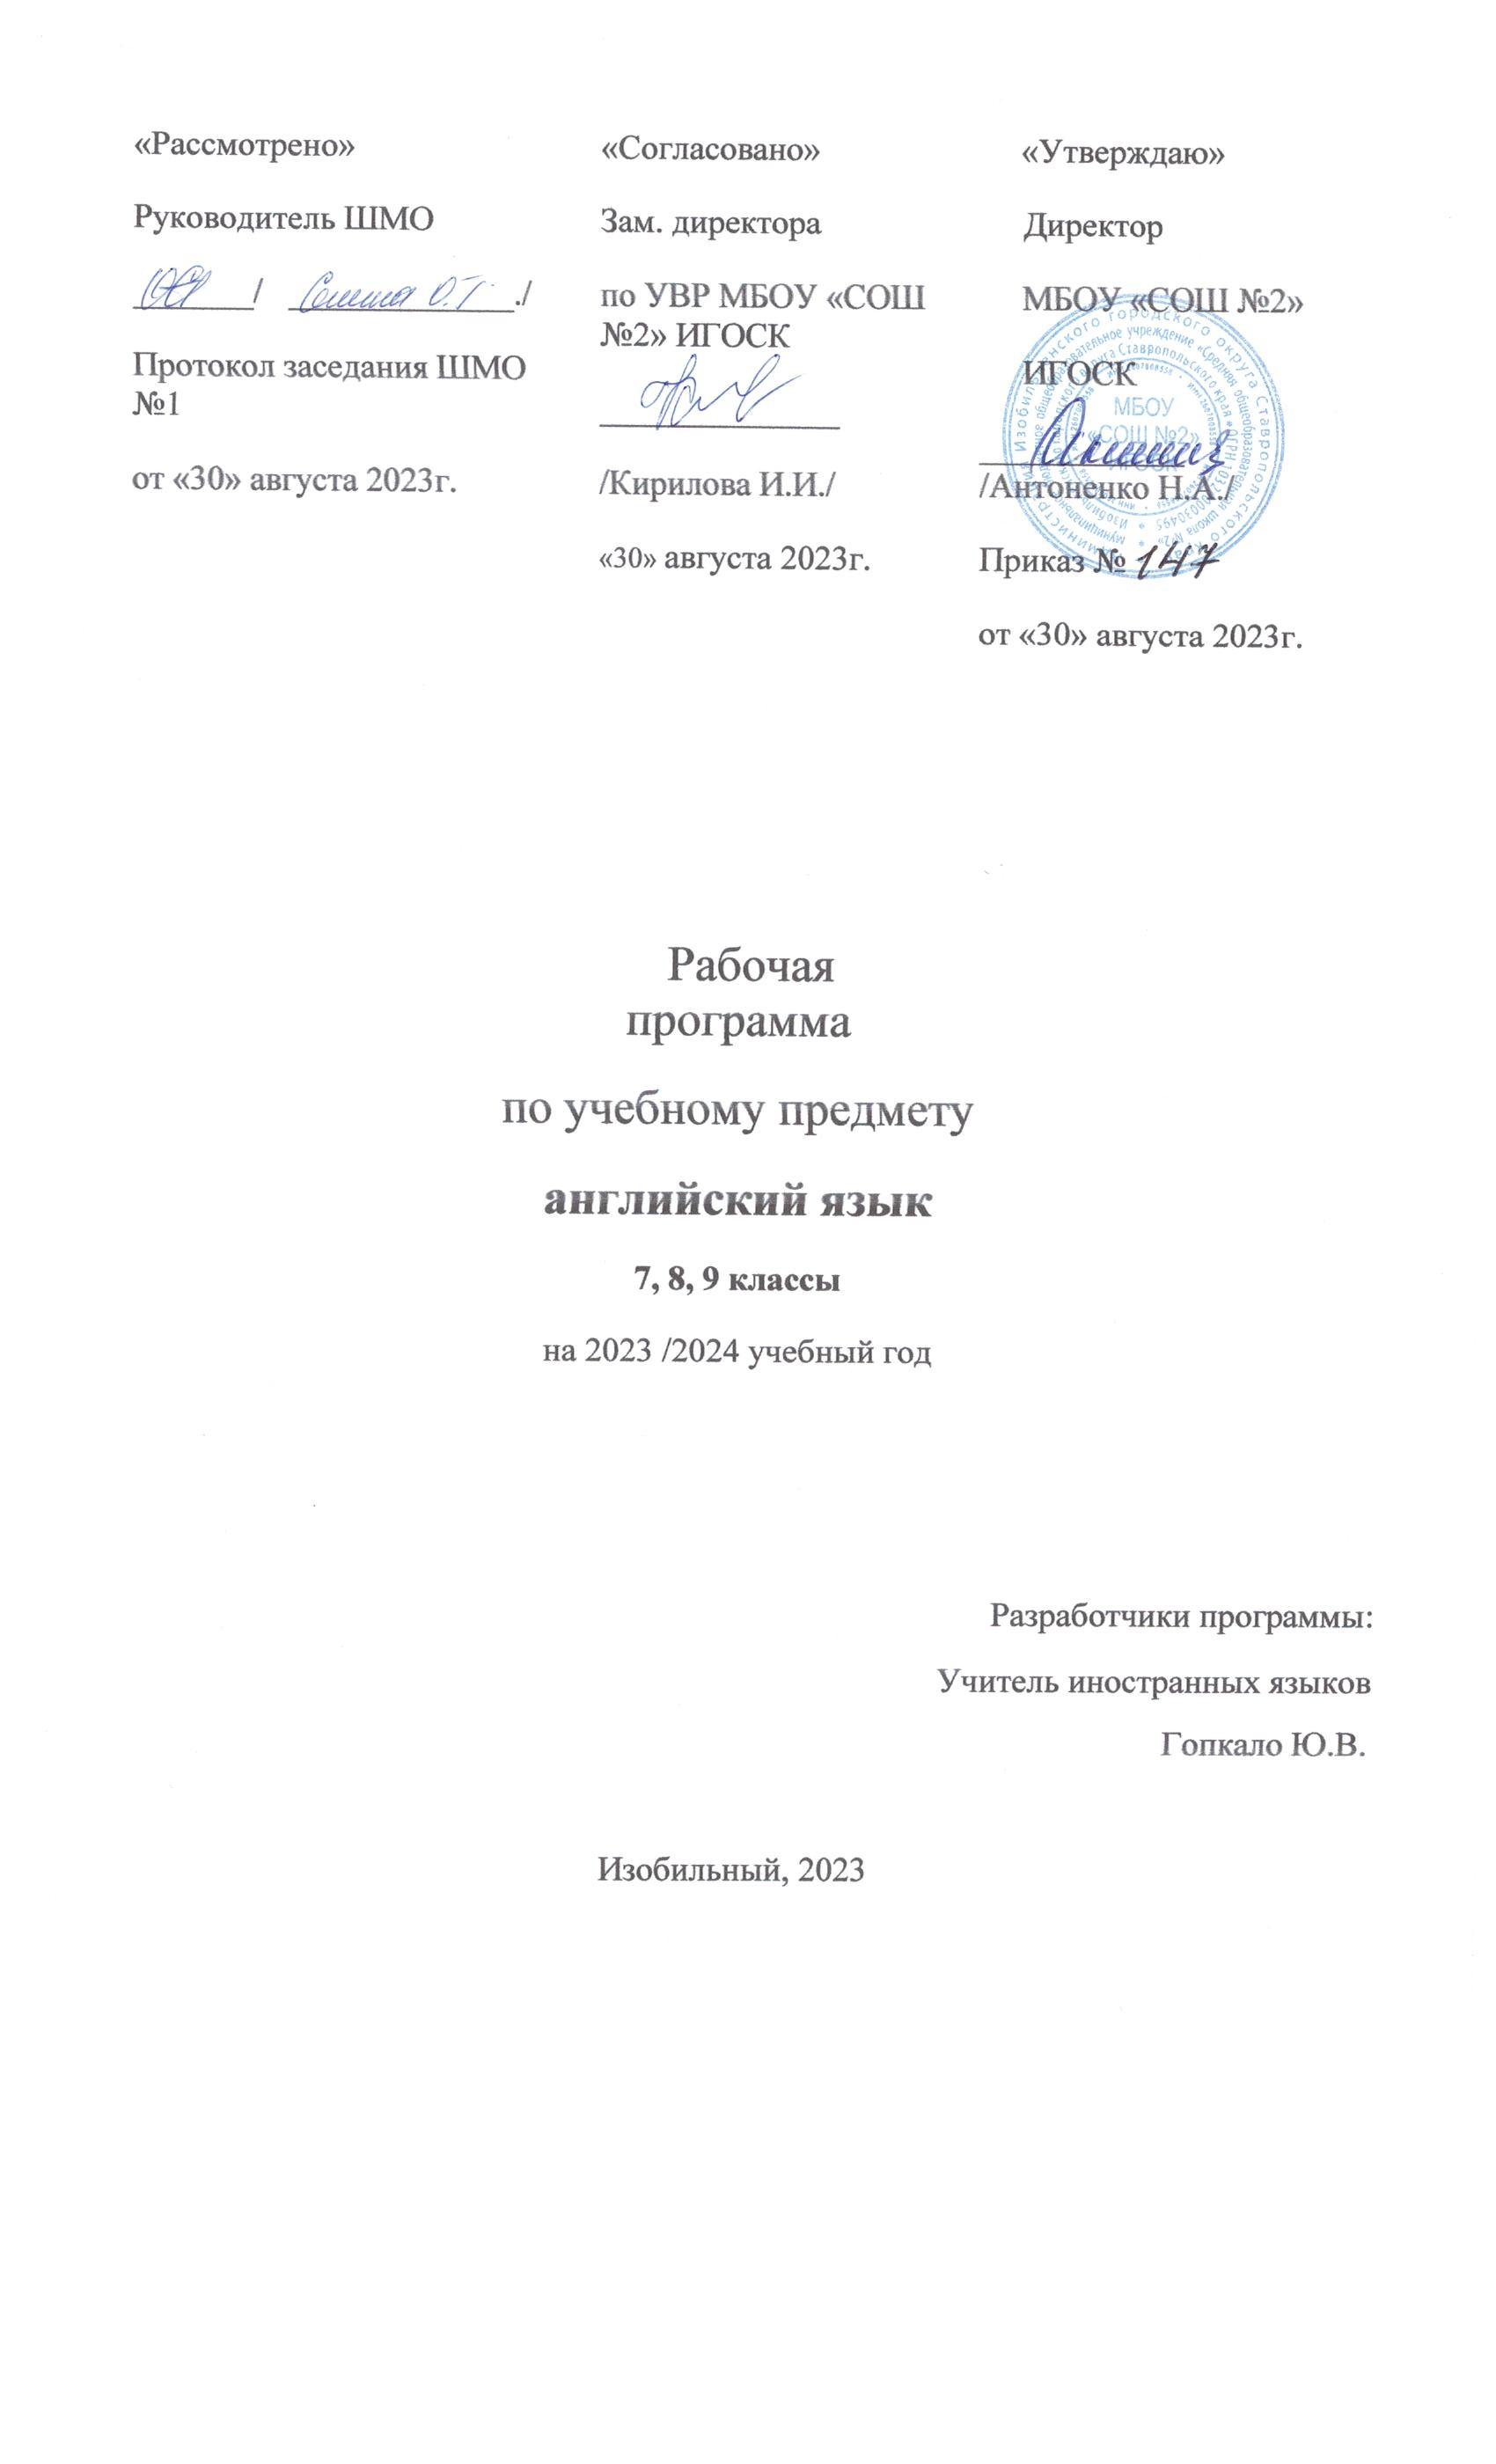 «Рассмотрено»
Руководитель ШМО
/ О.Г. ./
Протокол заседания ШМО
№1
от «30» августа 2023г.
«Согласовано»
Зам. директора
по УВР МБОУ «СОШ
№2» ИГОСК
/Кирилова И.И./
«30» августа 2023г.
«Утверждаю»
Директор
МБОУ «СОШ №2»
ИГОСК
/Антоненко Н.А./
Приказ № 147
от «30» августа 2023г.
МБОУ
«СОШ №2»
ИГОСК
Рабочая
программа
по учебному предмету
английский язык
7, 8, 9 классы
на 2023 /2024 учебный год
Разработчики программы:
Учитель иностранных языков
Гопкало Ю.В.
Изобильный, 2023